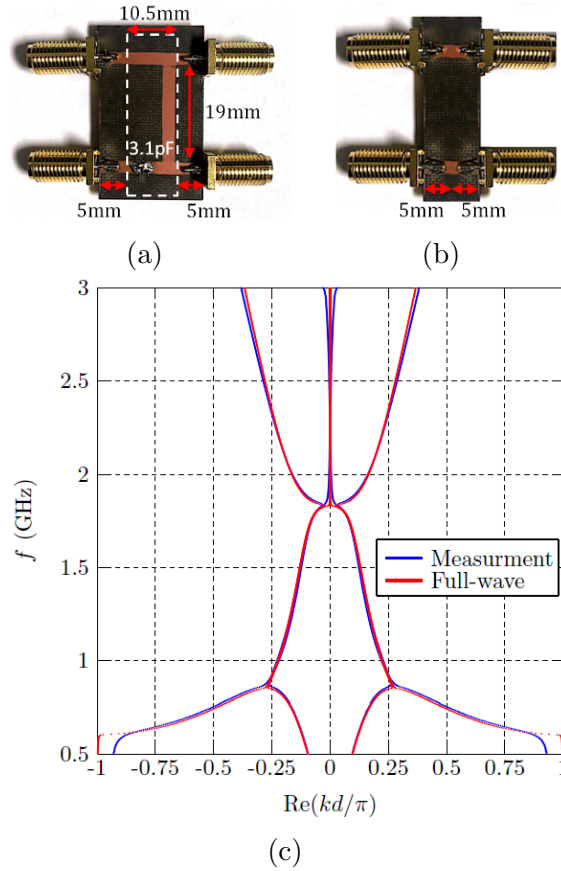 10.5mm
19mm
3.1pF
5mm
5mm
5mm
5mm
(a)
(b)
3
2.5
2
1.5
1
0.5
f (GHz)
Measurment
Full-wave
-1
-0.75
-0.5
-0.25
0
0.25
0.5
0.75
1
Re(kd/π)
(c)